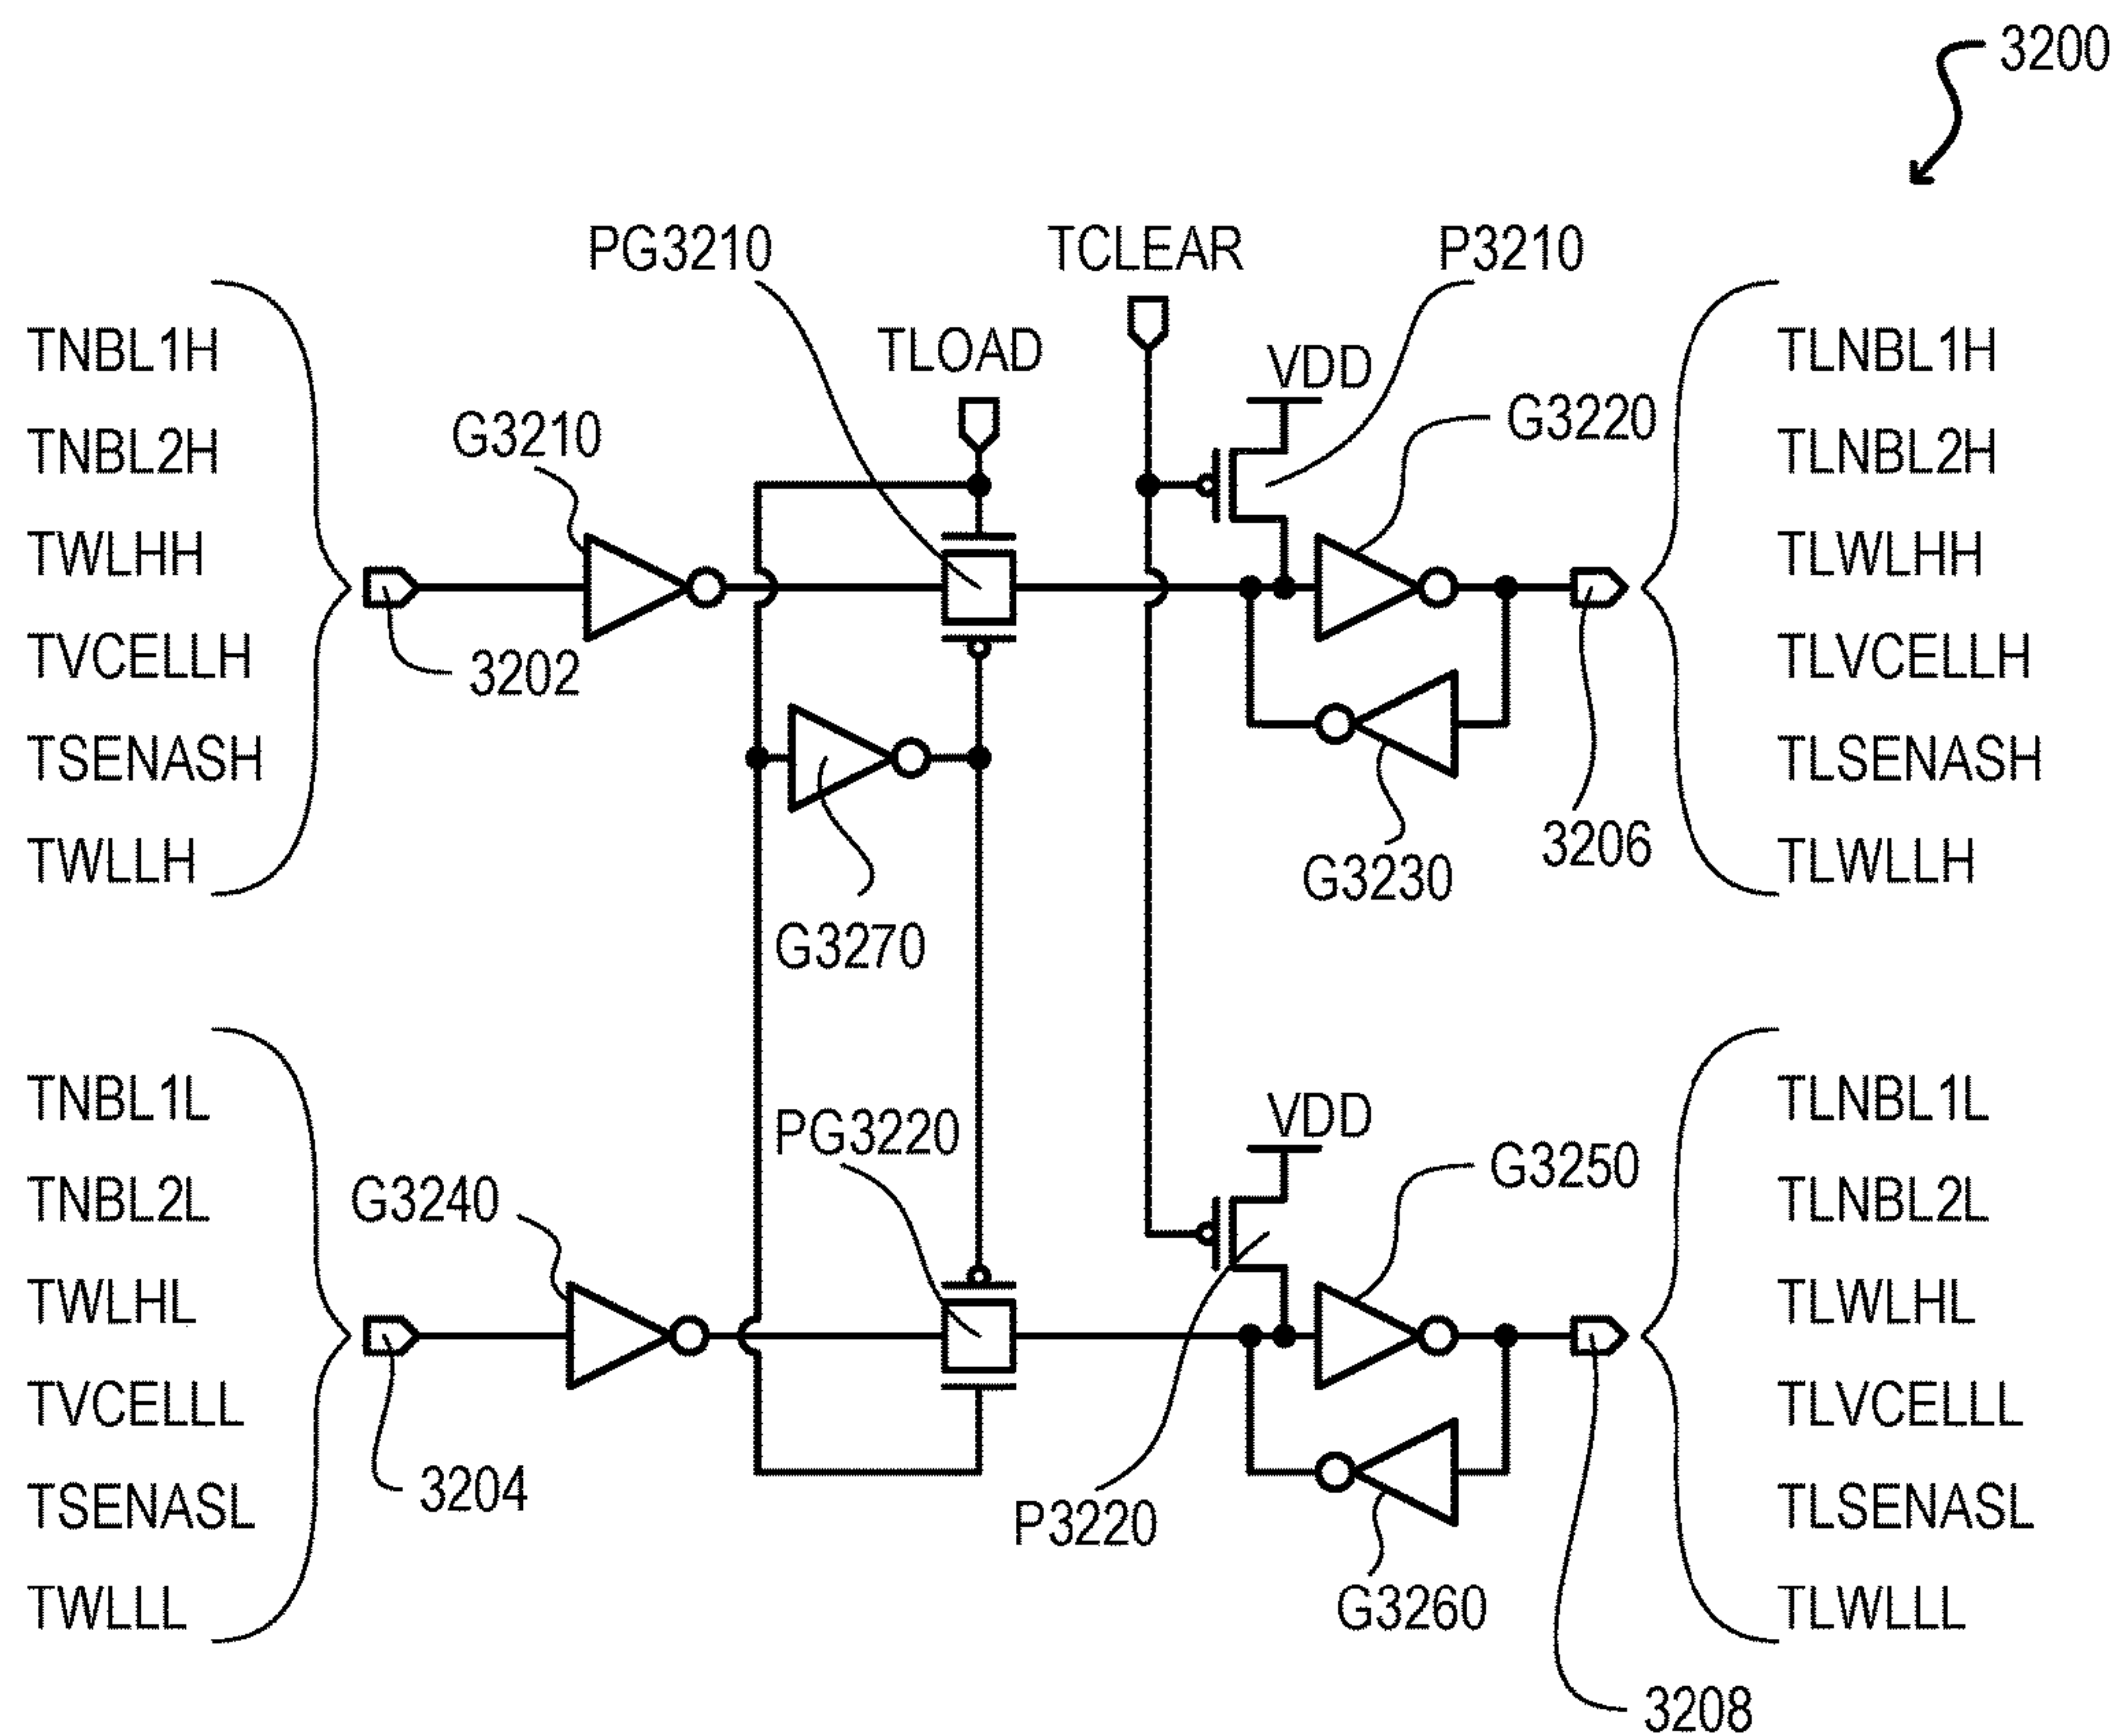 3200
PG3210
TCLEAR
P3210
TNBL1H
TNBL2H
TWLHH
TVCELLH
TSENASH
TWLLH
TLOAD
VDD
G3210
G3220
TLNBL1H
TLNBL2H
TLWLHH
TLVCELLH
TLSENASH
TLWLLH
3202
3206
G3230
G3270
TNBL1L
TNBL2L
TWLHL
TVCELLL
TSENASL
TWLLL
G3240
PG3220
VDD
G3250
TLNBL1L
TLNBL2L
TLWLHL
TLVCELLL
TLSENASL
TLWLLL
3204
P3220
G3260
3208